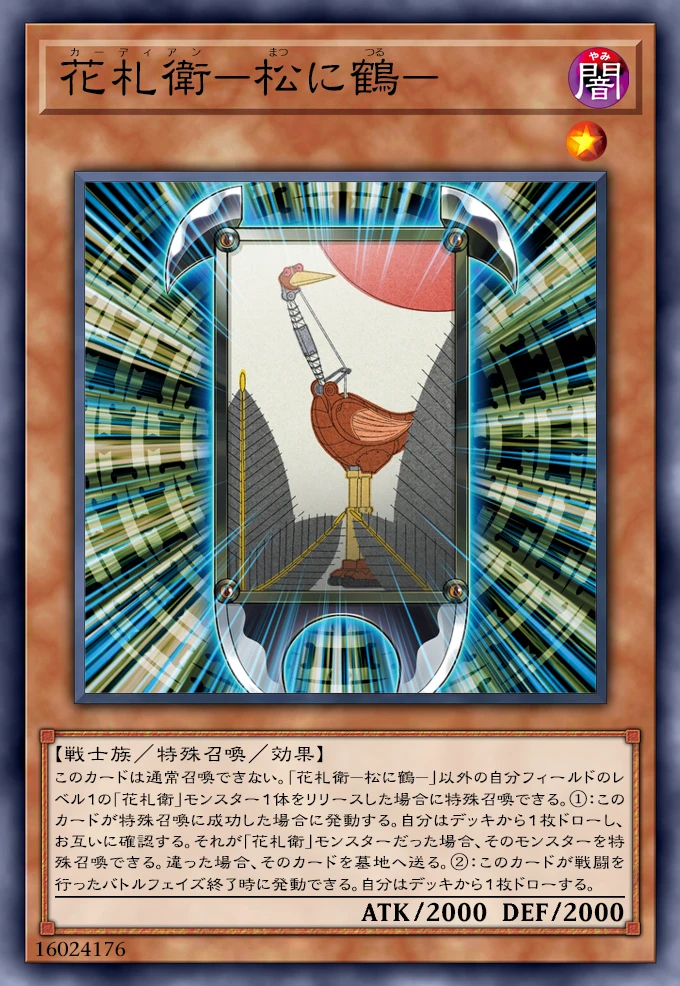 カーディアン まつ つる
花札衛―松に鶴―
やみ
闇
【戦士族／特殊召喚／効果】
このカードは通常召喚できない。「花札衛―松に鶴―」以外の自分フィールドのレ
ベル1の「花札衛」モンスター1体をリリースした場合に特殊召喚できる。①：この
カードが特殊召喚に成功した場合に発動する。自分はデッキから1枚ドローし、
お互いに確認する。それが「花札衛」モンスターだった場合、そのモンスターを特
殊召喚できる。違った場合、そのカードを墓地へ送る。②：このカードが戦闘を
行ったバトルフェイズ終了時に発動できる。自分はデッキから1枚ドローする。
ATK/2000 DEF/2000
16024176